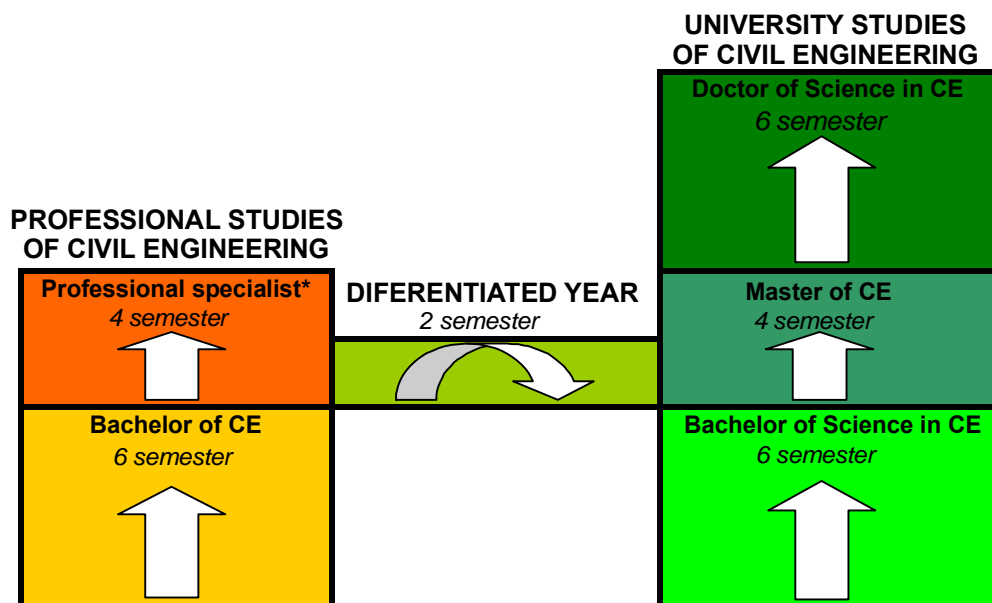 UNIVERSITY STUDIES
OF CIVIL ENGINEERING
Doctor of Science in CE
6 semester
PROFESSIONAL STUDIES
OF CIVIL ENGINEERING
Professional specialist*
4 semester
DIFERENTIATED YEAR
2 semester
Master of CE
4 semester
Bachelor of CE
6 semester
Bachelor of Science in CE
6 semester